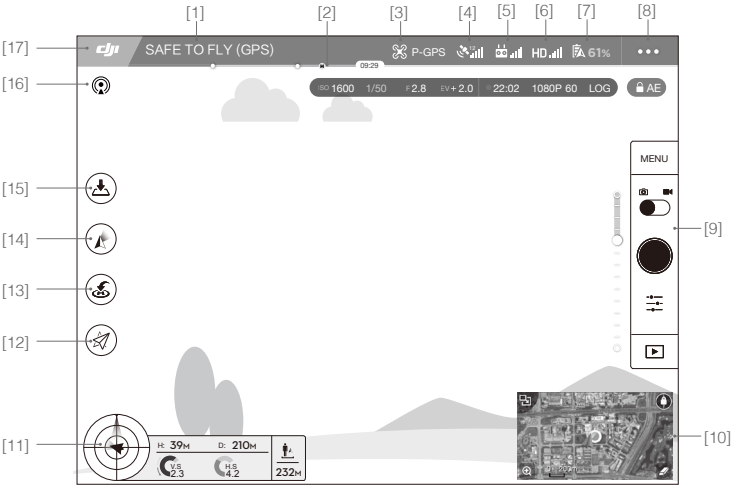 [1] [2] [3] [4] [5] [6] [7] [8]
[17] dji SAFE TO FLY (GPS) P-GPS 12 HD 61%
09:29
[16] ISO 1600 1/50 F 2.8 EV +2.0 22:02 1080P 60 LOG AE
MENU
[15]
[14]
[9]
[13]
[12]
[10]
[11]
H: 39M D: 210M
V.S 2.3 H.S 4.2 232M